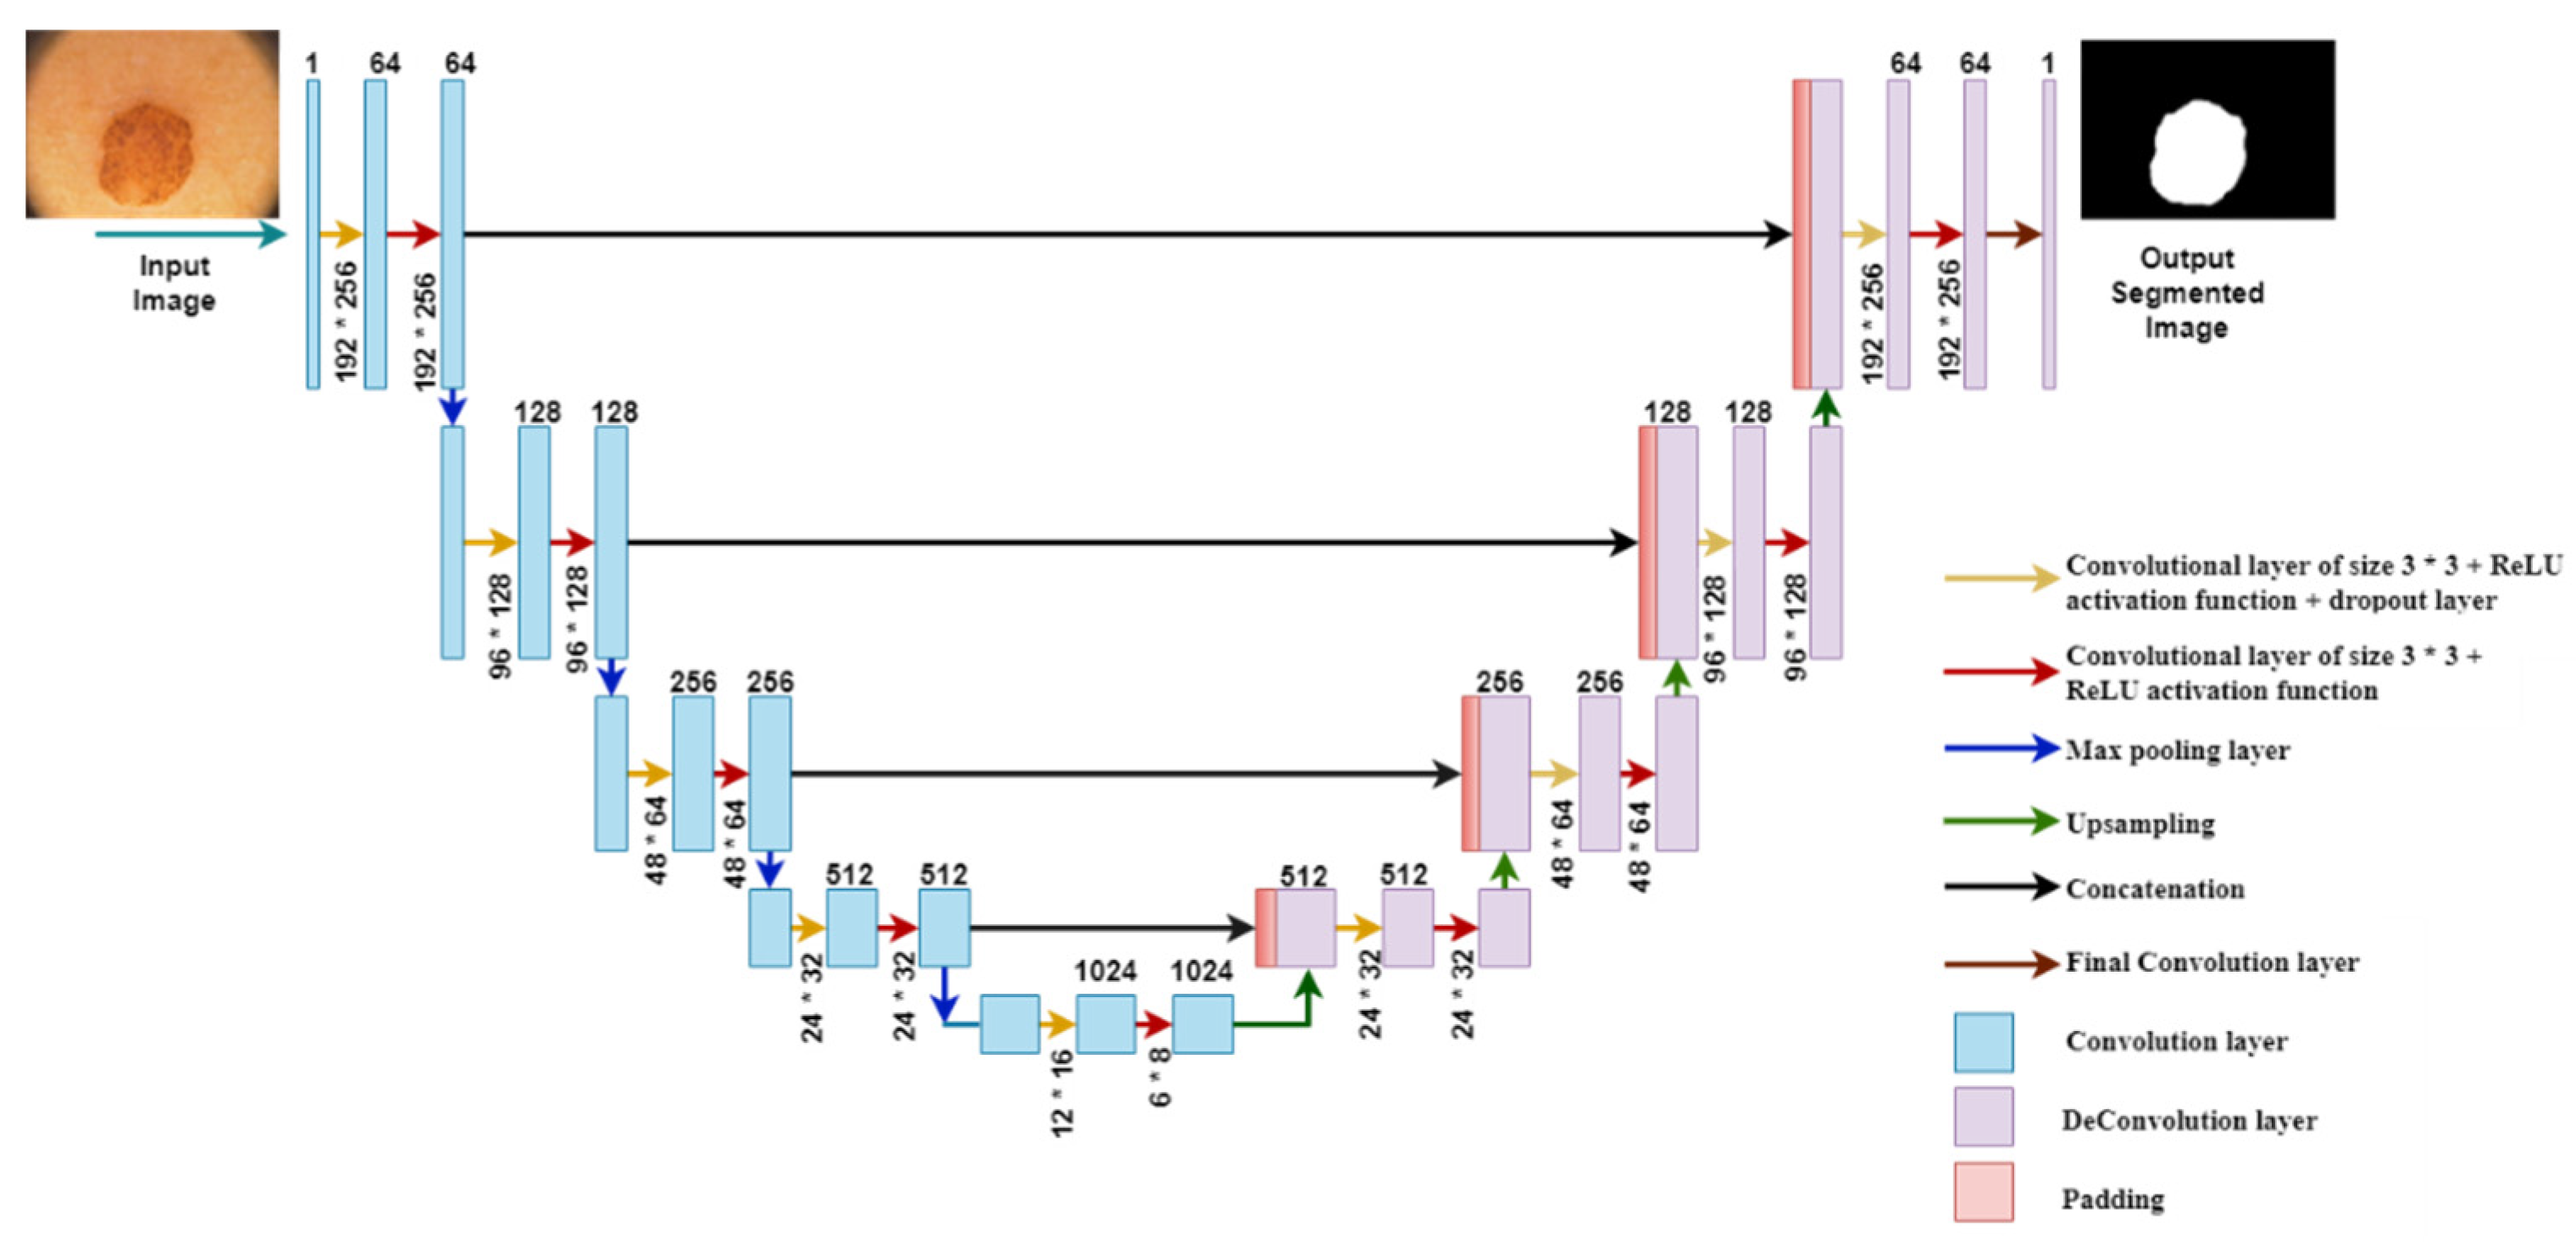 1
64
64
64
64
1
Input
Image
192 * 256
192 * 256
192 * 256
192 * 256
Output
Segmented
Image
128
128
128
128
96 * 128
96 * 128
96 * 128
96 * 128
256
256
256
256
48 * 64
48 * 64
48 * 64
48 * 64
512
512
512
512
24 * 32
24 * 32
24 * 32
24 * 32
1024
1024
12 * 16
6 * 8
Convolutional layer of size 3 * 3 + ReLU
activation function + dropout layer
Convolutional layer of size 3 * 3 +
ReLU activation function
Max pooling layer
Upsampling
Concatenation
Final Convolution layer
Convolution layer
DeConvolution layer
Padding